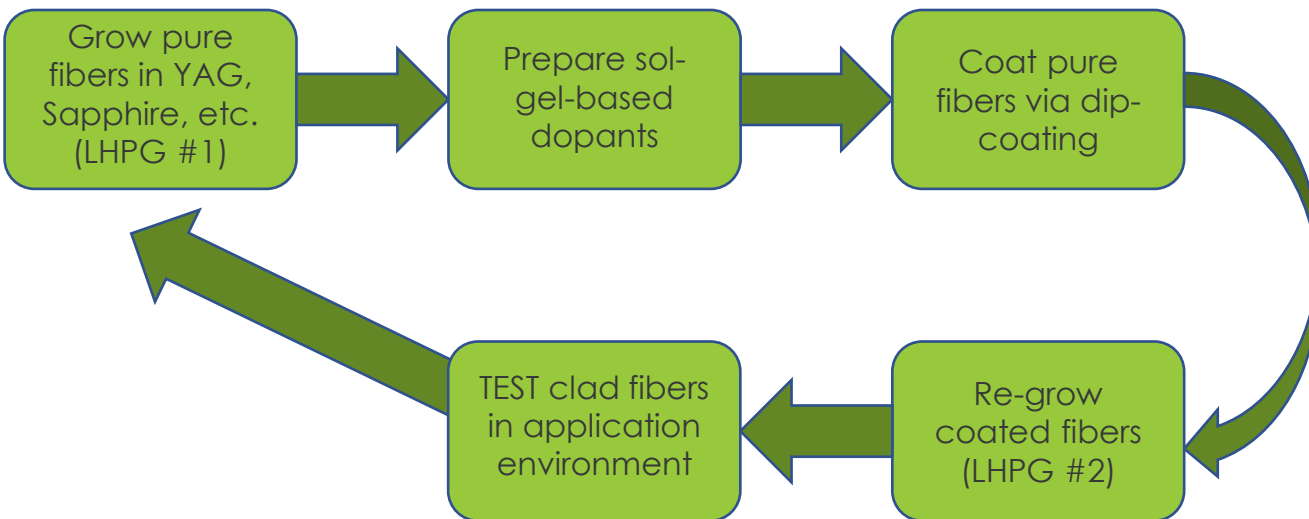 Grow pure
fibers in YAG,
Sapphire, etc.
(LHPG #1)
Prepare sol-
gel-based
dopants
Coat pure
fibers via dip-
coating
Re-grow
coated fibers
(LHPG #2)
TEST clad fibers
in application
environment